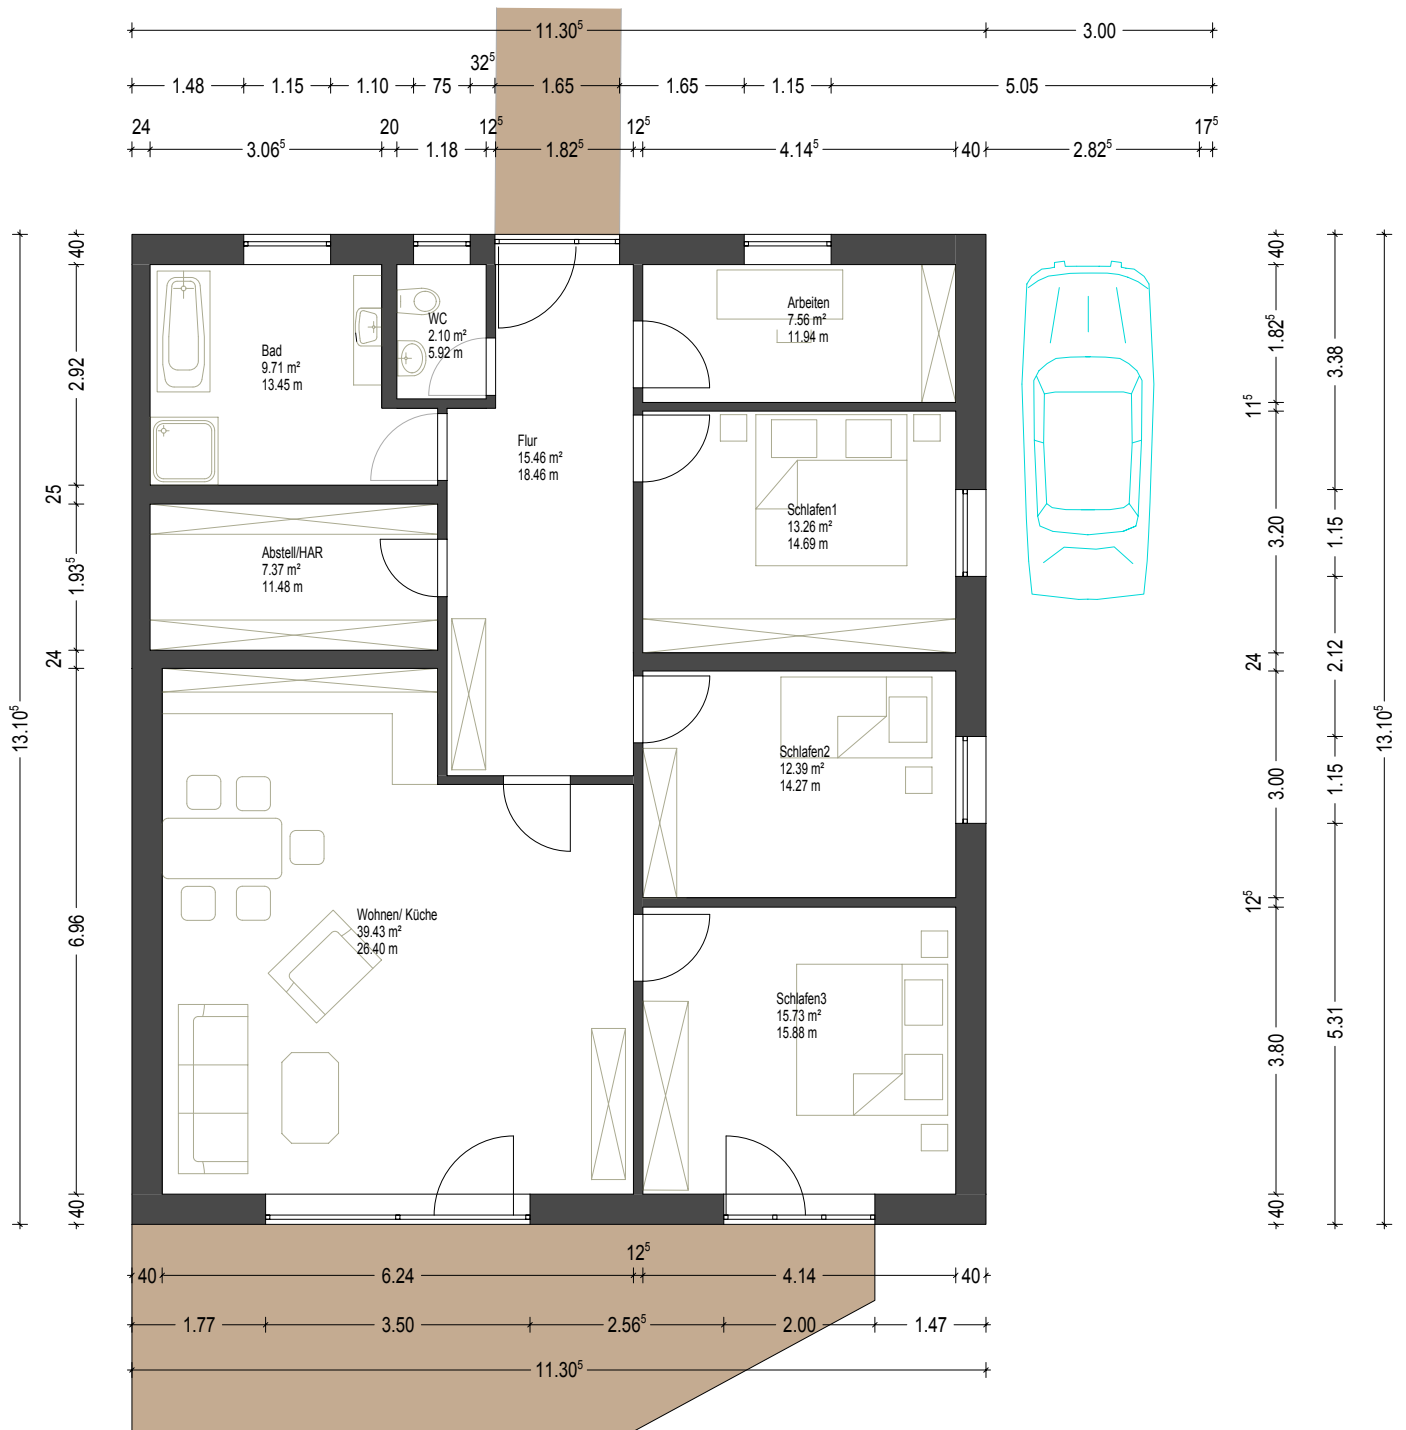 11.30⁵ 3.00
32⁵
1.48 1.15 1.10 75 1.65 1.65 1.15 5.05
24 20 12⁵ 12⁵ 17⁵
3.06⁵ 1.18 1.82⁵ 4.14⁵ 40 2.82⁵
13.10⁵
40
2.92
25
1.93⁵
24
6.96
40
Bad
9.71 m²
13.45 m
WC
2.10 m²
5.92 m
Arbeiten
7.56 m²
11.94 m
Flur
15.46 m²
18.46 m
Schlafen1
13.26 m²
14.69 m
Abstell/HAR
7.37 m²
11.48 m
Schlafen2
12.39 m²
14.27 m
Wohnen/ Küche
39.43 m²
26.40 m
Schlafen3
15.73 m²
15.88 m
40
1.82⁵
11⁵
3.20
24
3.00
12⁵
3.80
40
3.38
1.15
2.12
1.15
5.31
13.10⁵
12⁵
40 6.24 4.14 40
1.77 3.50 2.56⁵ 2.00 1.47
11.30⁵